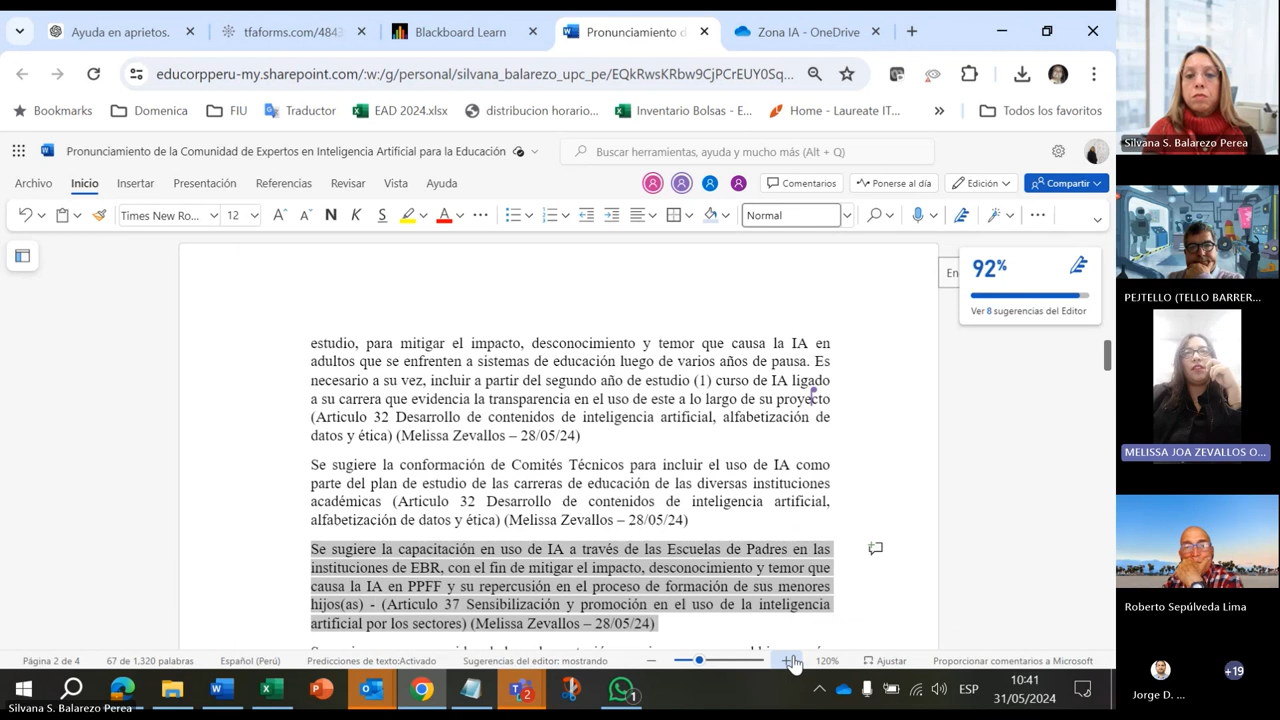 Ayuda en aprietos.
tfaforms.com/484
Blackboard Learn
Pronunciamiento d
Zona IA - OneDrive
educorpperu-my.sharepoint.com/:w:/g/personal/silvana_balarezo_upc_pe/EQkRwsKRbw9CjPCrEUY0Sq...
Bookmarks
Domenica
FIU
Traductor
EAD 2024.xlsx
distribucion horario...
Inventario Bolsas - E...
Home - Laureate IT...
»
Todos los favoritos
Pronunciamiento de la Comunidad de Expertos en Inteligencia Artificial para la Educa
Buscar herramientas, ayuda y mucho más (Alt + Q)
Archivo
Inicio
Insertar
Presentación
Referencias
Revisar
Vista
Ayuda
Comentarios
Ponerse al día
Edición
Compartir
Times New Ro...
12
N K S
Normal
En
92%
Ver 8 sugerencias del Editor
estudio, para mitigar el impacto, desconocimiento y temor que causa la IA en
adultos que se enfrenten a sistemas de educación luego de varios años de pausa. Es
necesario a su vez, incluir a partir del segundo año de estudio (1) curso de IA ligado
a su carrera que evidencia la transparencia en el uso de este a lo largo de su proyecto
(Articulo 32 Desarrollo de contenidos de inteligencia artificial, alfabetización de
datos y ética) (Melissa Zevallos – 28/05/24)
Se sugiere la conformación de Comités Técnicos para incluir el uso de IA como
parte del plan de estudio de las carreras de educación de las diversas instituciones
académicas (Articulo 32 Desarrollo de contenidos de inteligencia artificial,
alfabetización de datos y ética) (Melissa Zevallos – 28/05/24)
Se sugiere la capacitación en uso de IA a través de las Escuelas de Padres en las
instituciones de EBR, con el fin de mitigar el impacto, desconocimiento y temor que
causa la IA en PPFF y su repercusión en el proceso de formación de sus menores
hijos(as) - (Articulo 37 Sensibilización y promoción en el uso de la inteligencia
artificial por los sectores) (Melissa Zevallos – 28/05/24)
Página 2 de 4
67 de 1.320 palabras
Español (Perú)
Predicciones de texto:Activado
Sugerencias del editor: mostrando
120%
Ajustar
Proporcionar comentarios a Microsoft
2
1
ESP
10:41
31/05/2024
Silvana S. Balarezo Perea
Silvana S. Balarezo Perea
PEJTELLO (TELLO BARRER...
MELISSA JOA ZEVALLOS O...
Roberto Sepúlveda Lima
Jorge D. ...
+19